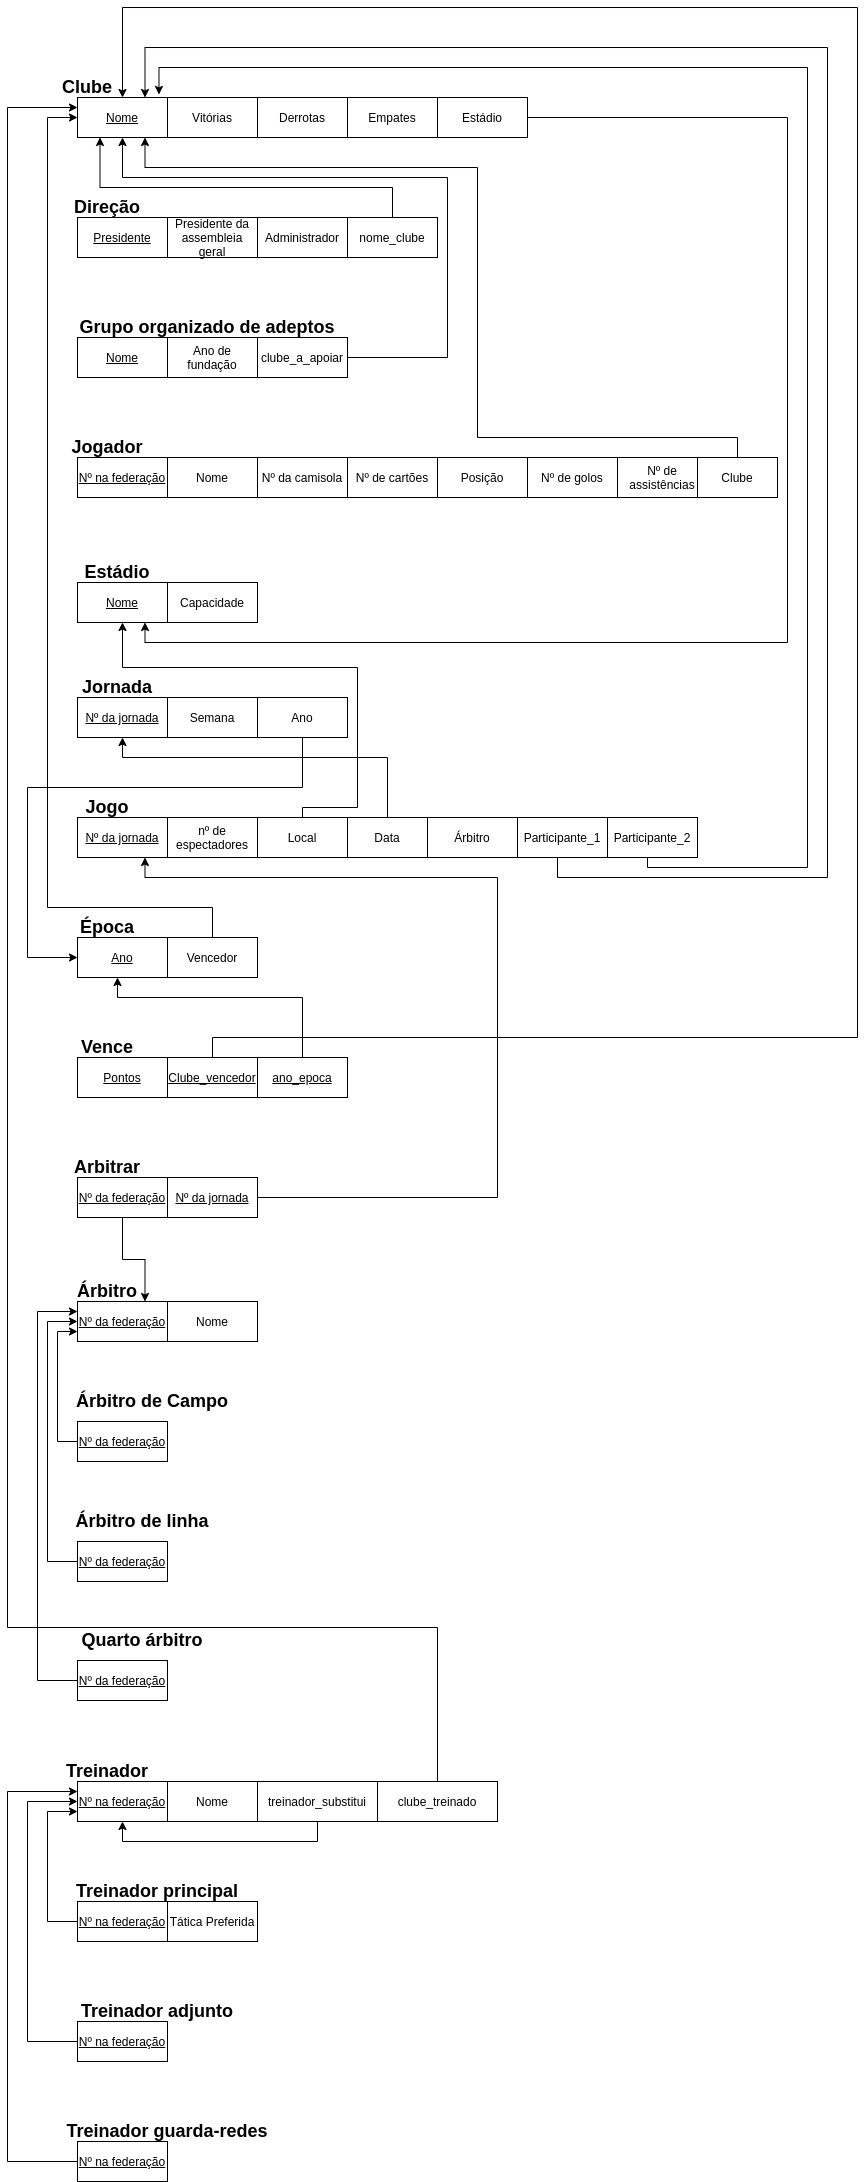 Clube
Nome Vitórias Derrotas Empates Estádio
Direção
Presidente Presidente da assembleia geral Administrador nome_clube
Grupo organizado de adeptos
Nome Ano de fundação clube_a_apoiar
Jogador
Nº na federação Nome Nº da camisola Nº de cartões Posição Nº de golos Nº de assistências Clube
Estádio
Nome Capacidade
Jornada
Nº da jornada Semana Ano
Jogo
Nº da jornada nº de espectadores Local Data Árbitro Participante_1 Participante_2
Época
Ano Vencedor
Vence
Pontos Clube_vencedor ano_epoca
Arbitrar
Nº da federação Nº da jornada
Árbitro
Nº da federação Nome
Árbitro de Campo
Nº da federação
Árbitro de linha
Nº da federação
Quarto árbitro
Nº da federação
Treinador
Nº na federação Nome treinador_substitui clube_treinado
Treinador principal
Nº na federação Tática Preferida
Treinador adjunto
Nº na federação
Treinador guarda-redes
Nº na federação